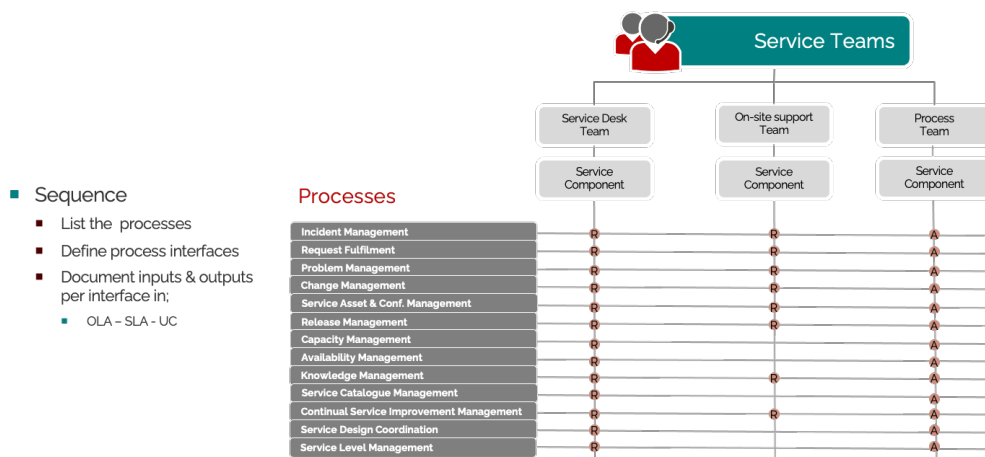 Service Teams
Service Desk
Team
On-site support
Team
Process
Team
Service
Component
Service
Component
Service
Component
Sequence
List the processes
Define process interfaces
Document inputs & outputs
per interface in;
OLA – SLA - UC
Processes
Incident Management R R A
Request Fulfilment R R A
Problem Management R R A
Change Management R R A
Service Asset & Conf. Management R R A
Release Management R R A
Capacity Management R A
Availability Management R A
Knowledge Management R R A
Service Catalogue Management R A
Continual Service Improvement Management R R A
Service Design Coordination R A
Service Level Management R A